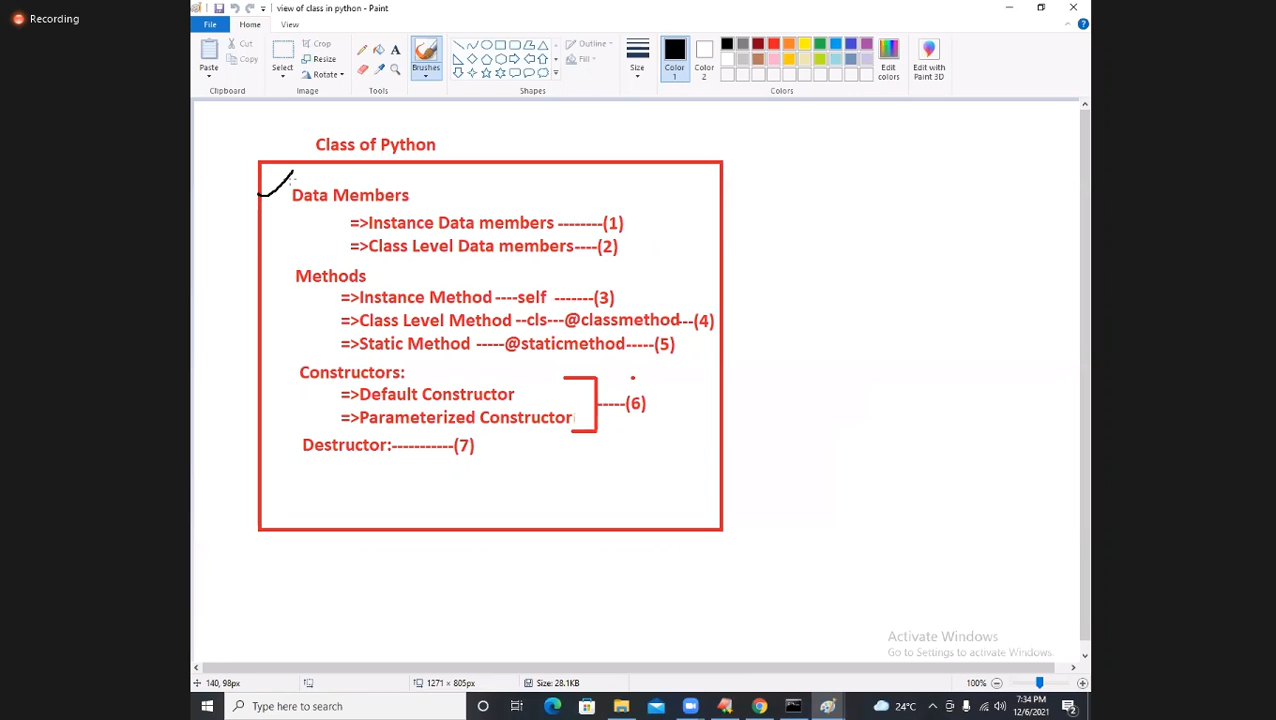 Recording
view of class in python - Paint
File
Home
View
Paste
Cut
Copy
Clipboard
Select
Crop
Resize
Rotate
Image
A
Tools
Brushes
Outline
Fill
Shapes
Size
Color 1
Color 2
Edit colors
Colors
Edit with Paint 3D
Class of Python
Data Members
=>Instance Data members --------(1)
=>Class Level Data members----(2)
Methods
=>Instance Method ----self -------(3)
=>Class Level Method --cls---@classmethod---(4)
=>Static Method -----@staticmethod-----(5)
Constructors:
=>Default Constructor
=>Parameterized Constructor
-----(6)
Destructor:-----------(7)
Activate Windows
Go to Settings to activate Windows.
140, 98px
1271 × 805px
Size: 28.1KB
100%
Type here to search
24°C
7:34 PM
12/6/2021
2